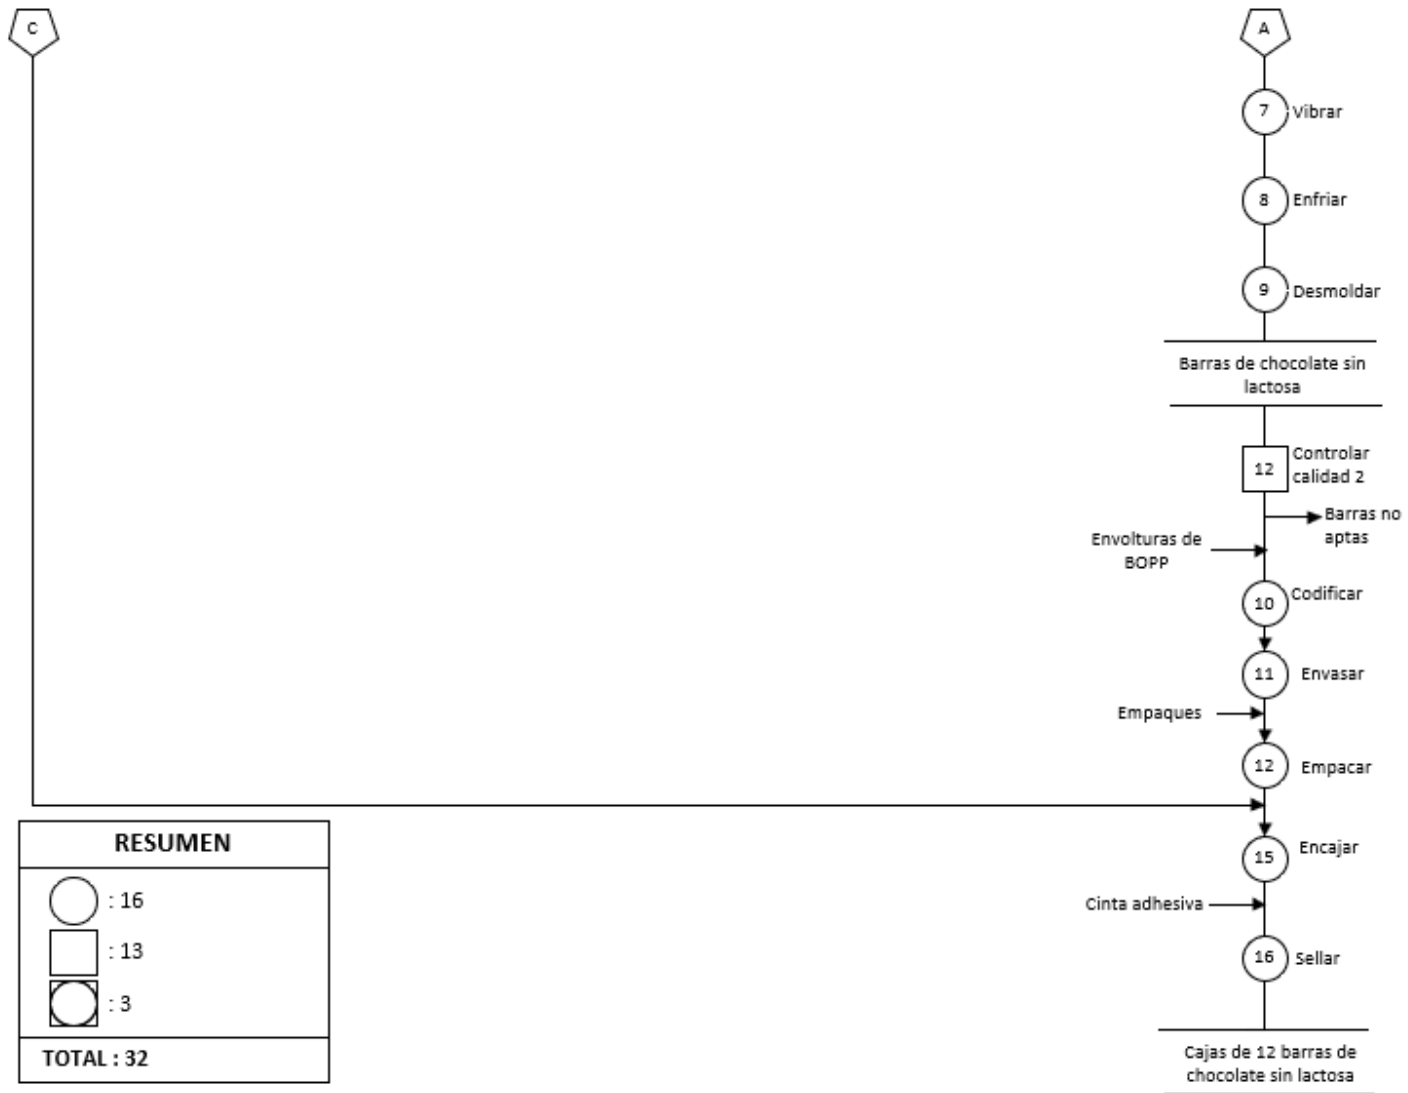 C
A
7 Vibrar
8 Enfriar
9 Desmoldar
Barras de chocolate sin
lactosa
12 Controlar
calidad 2
Barras no
aptas
Envolturas de
BOPP
10 Codificar
11 Envasar
Empaques
12 Empacar
15 Encajar
Cinta adhesiva
16 Sellar
Cajas de 12 barras de
chocolate sin lactosa
RESUMEN
: 16
: 13
: 3
TOTAL : 32